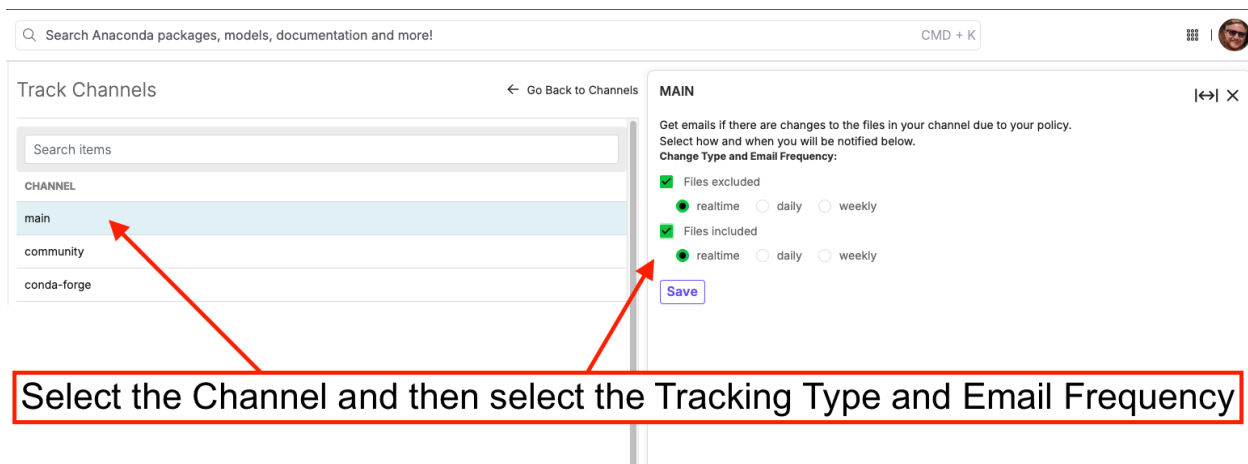 Search Anaconda packages, models, documentation and more!
CMD + K
Track Channels
← Go Back to Channels
Search items
CHANNEL
main
community
conda-forge
MAIN
Get emails if there are changes to the files in your channel due to your policy.
Select how and when you will be notified below.
Change Type and Email Frequency:
Files excluded
realtime daily weekly
Files included
realtime daily weekly
Save
Select the Channel and then select the Tracking Type and Email Frequency